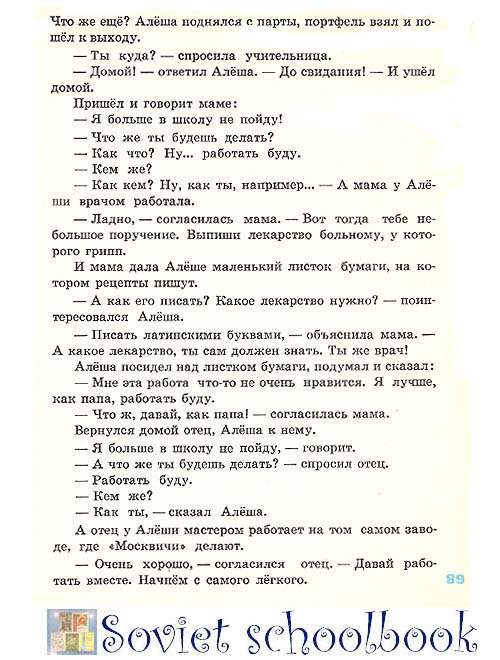 Что же ещё? Алёша поднялся с парты, портфель взял и по-
шёл к выходу.
— Ты куда? — спросила учительница.
— Домой! — ответил Алёша. — До свидания! — И ушёл
домой.
Пришёл и говорит маме:
— Я больше в школу не пойду!
— Что же ты будешь делать?
— Как что? Ну... работать буду.
— Кем же?
— Как кем? Ну, как ты, например... — А мама у Алё-
ши врачом работала.
— Ладно, — согласилась мама. — Вот тогда тебе не-
большое поручение. Выпиши лекарство больному, у кото-
рого грипп.
И мама дала Алёше маленький листок бумаги, на ко-
тором рецепты пишут.
— А как его писать? Какое лекарство нужно? — поин-
тересовался Алёша.
— Писать латинскими буквами, — объяснила мама. —
А какое лекарство, ты сам должен знать. Ты же врач!
Алёша посидел над листком бумаги, подумал и сказал:
— Мне эта работа что-то не очень нравится. Я лучше,
как папа, работать буду.
— Что ж, давай, как папа! — согласилась мама.
Вернулся домой отец, Алёша к нему.
— Я больше в школу не пойду, — говорит.
— А что же ты будешь делать? — спросил отец.
— Работать буду.
— Кем же?
— Как ты, — сказал Алёша.
А отец у Алёши мастером работает на том самом заво-
де, где «Москвичи» делают.
— Очень хорошо, — согласился отец. — Давай рабо-
тать вместе. Начнём с самого лёгкого.
89
Soviet schoolbook